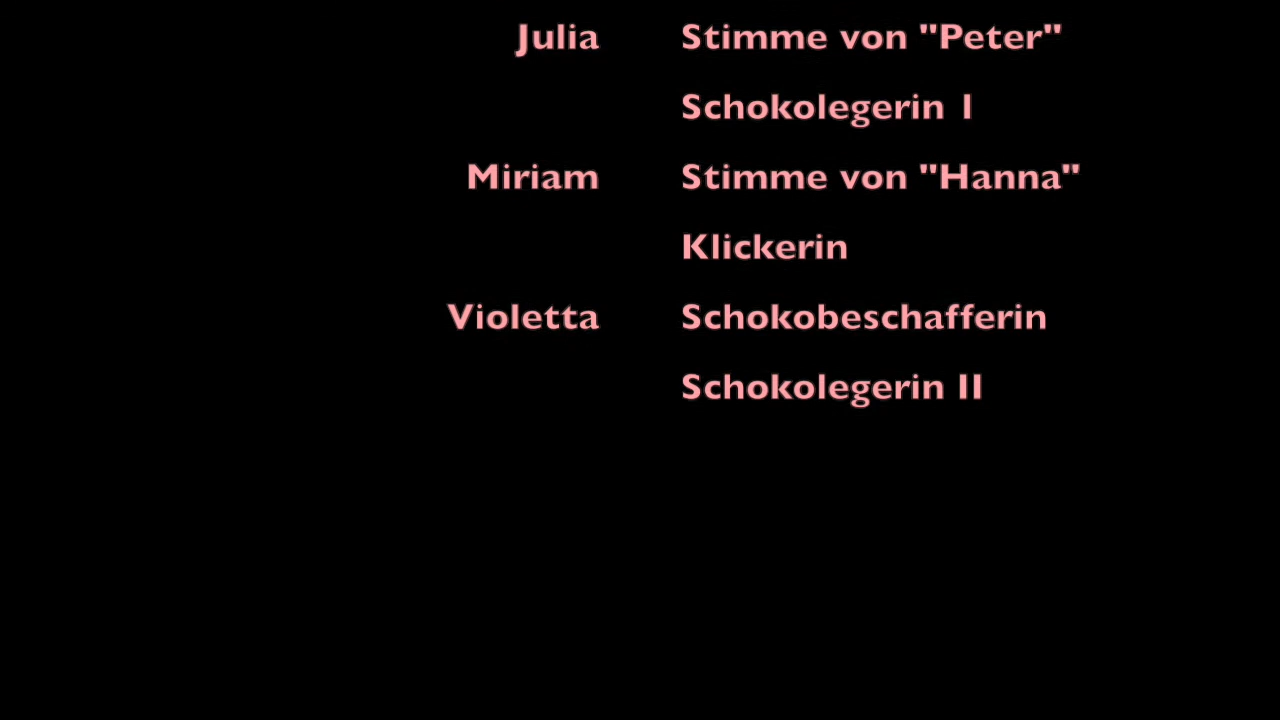 Julia Stimme von "Peter"
Schokolegerin I
Miriam Stimme von "Hanna"
Klickerin
Violetta Schokobeschafferin
Schokolegerin II